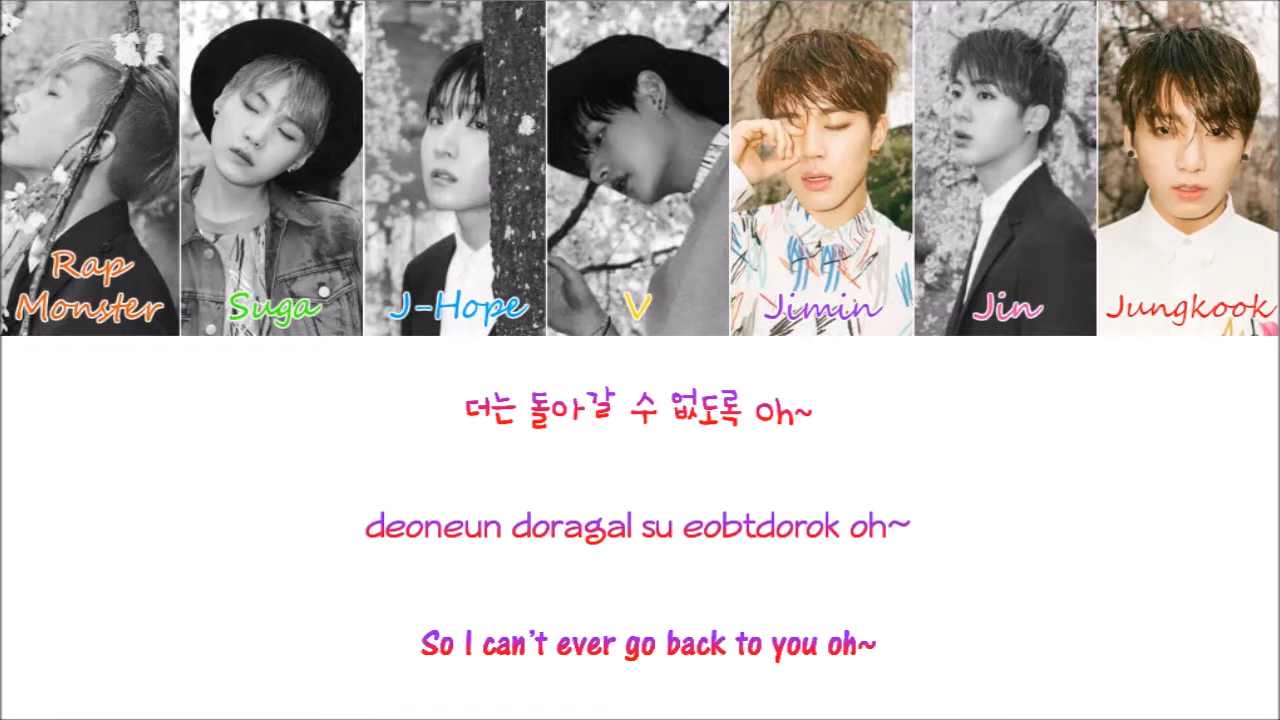 Rap
Monster
Suga
J-Hope
V
Jimin
Jin
Jungkook
더는 돌아갈 수 없도록 oh~
deoneun doragal su eobtdorok oh~
So I can't ever go back to you oh~